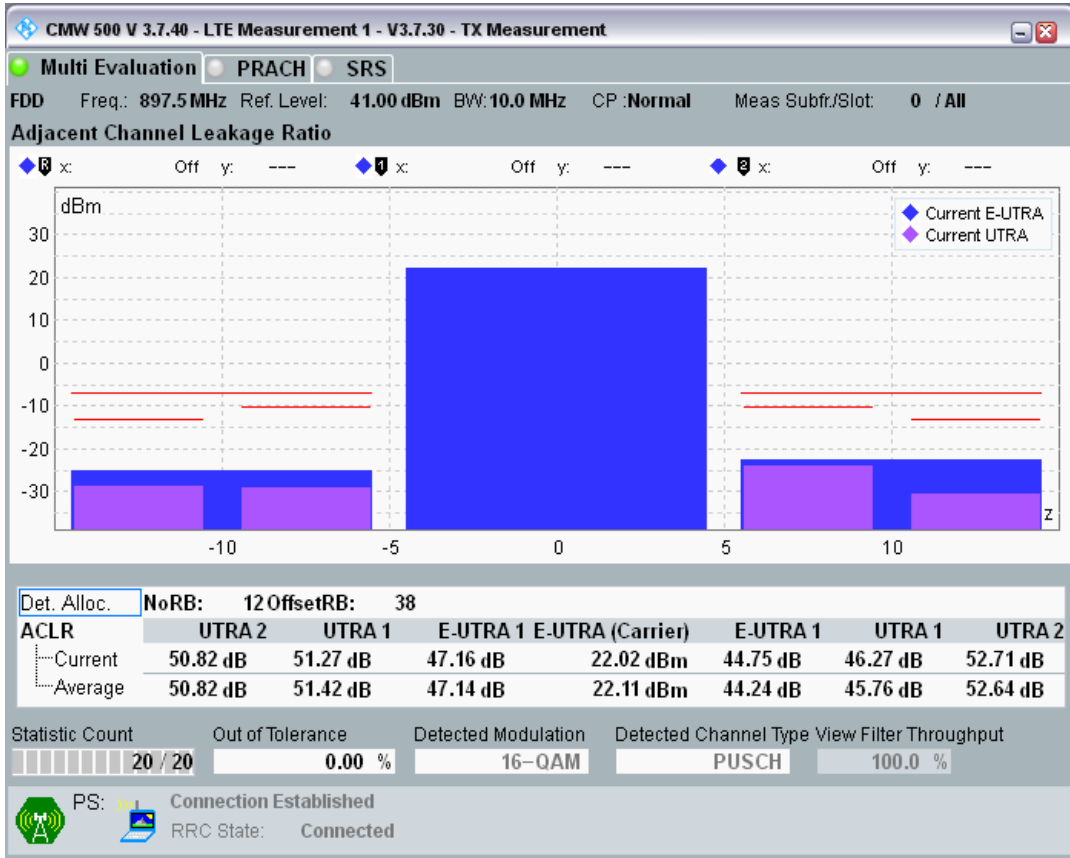 CMW 500 V 3.7.40 - LTE Measurement 1 - V3.7.30 - TX Measurement
Multi Evaluation PRACH SRS
FDD Freq.: 897.5 MHz Ref. Level: 41.00 dBm BW: 10.0 MHz CP :Normal Meas Subfr./Slot: 0 / All
Adjacent Channel Leakage Ratio
R x: Off y: --- 1 x: Off y: --- 2 x: Off y: ---
dBm
Current E-UTRA
Current UTRA
30
20
10
0
-10
-20
-30
z
-10 -5 0 5 10
Det. Alloc. NoRB: 12 OffsetRB: 38
ACLR UTRA 2 UTRA 1 E-UTRA 1 E-UTRA (Carrier) E-UTRA 1 UTRA 1 UTRA 2
Current 50.82 dB 51.27 dB 47.16 dB 22.02 dBm 44.75 dB 46.27 dB 52.71 dB
Average 50.82 dB 51.42 dB 47.14 dB 22.11 dBm 44.24 dB 45.76 dB 52.64 dB
Statistic Count Out of Tolerance Detected Modulation Detected Channel Type View Filter Throughput
20 / 20 0.00 % 16-QAM PUSCH 100.0 %
PS: Connection Established
RRC State: Connected